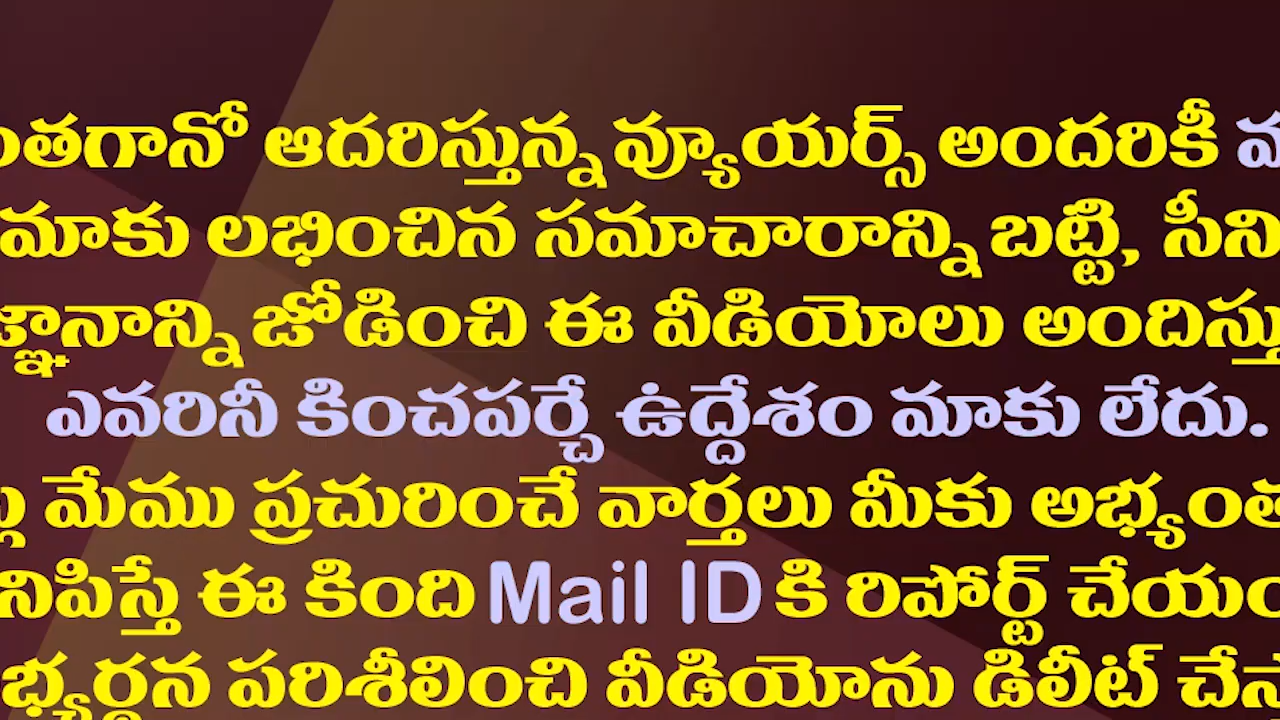 ంతగానో ఆదరిస్తున్న వ్యూయర్స్ అందరికీ
మాకు లభించిన సమాచారాన్ని బట్టి, సీని
జ్ఞానాన్ని జోడించి ఈ వీడియోలు అందిస్తు
ఎవరినీ కించపర్చే ఉద్దేశం మాకు లేదు.
మేము ప్రచురించే వార్తలు మీకు అభ్యంత
నిపిస్తే ఈ కింది Mail ID కి రిపోర్ట్ చేయం
భ్యర్థన పరిశీలించి వీడియోను డిలీట్ చేస